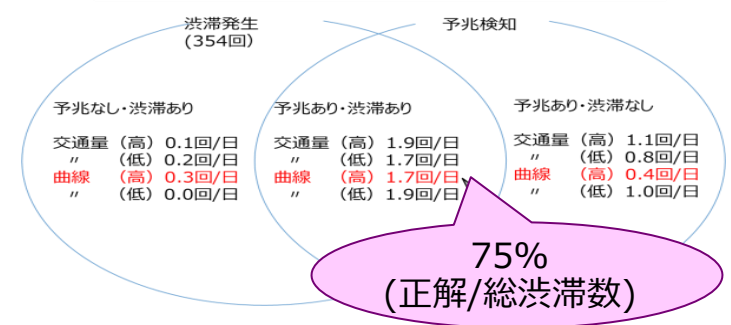 渋滞発生
(354回)
予兆検知
予兆なし・渋滞あり
交通量（高）0.1回/日
〃（低）0.2回/日
曲線（高）0.3回/日
〃（低）0.0回/日
予兆あり・渋滞あり
交通量（高）1.9回/日
〃（低）1.7回/日
曲線（高）1.7回/日
〃（低）1.9回/日
予兆あり・渋滞なし
交通量（高）1.1回/日
〃（低）0.8回/日
曲線（高）0.4回/日
〃（低）1.0回/日
75%
(正解/総渋滞数)